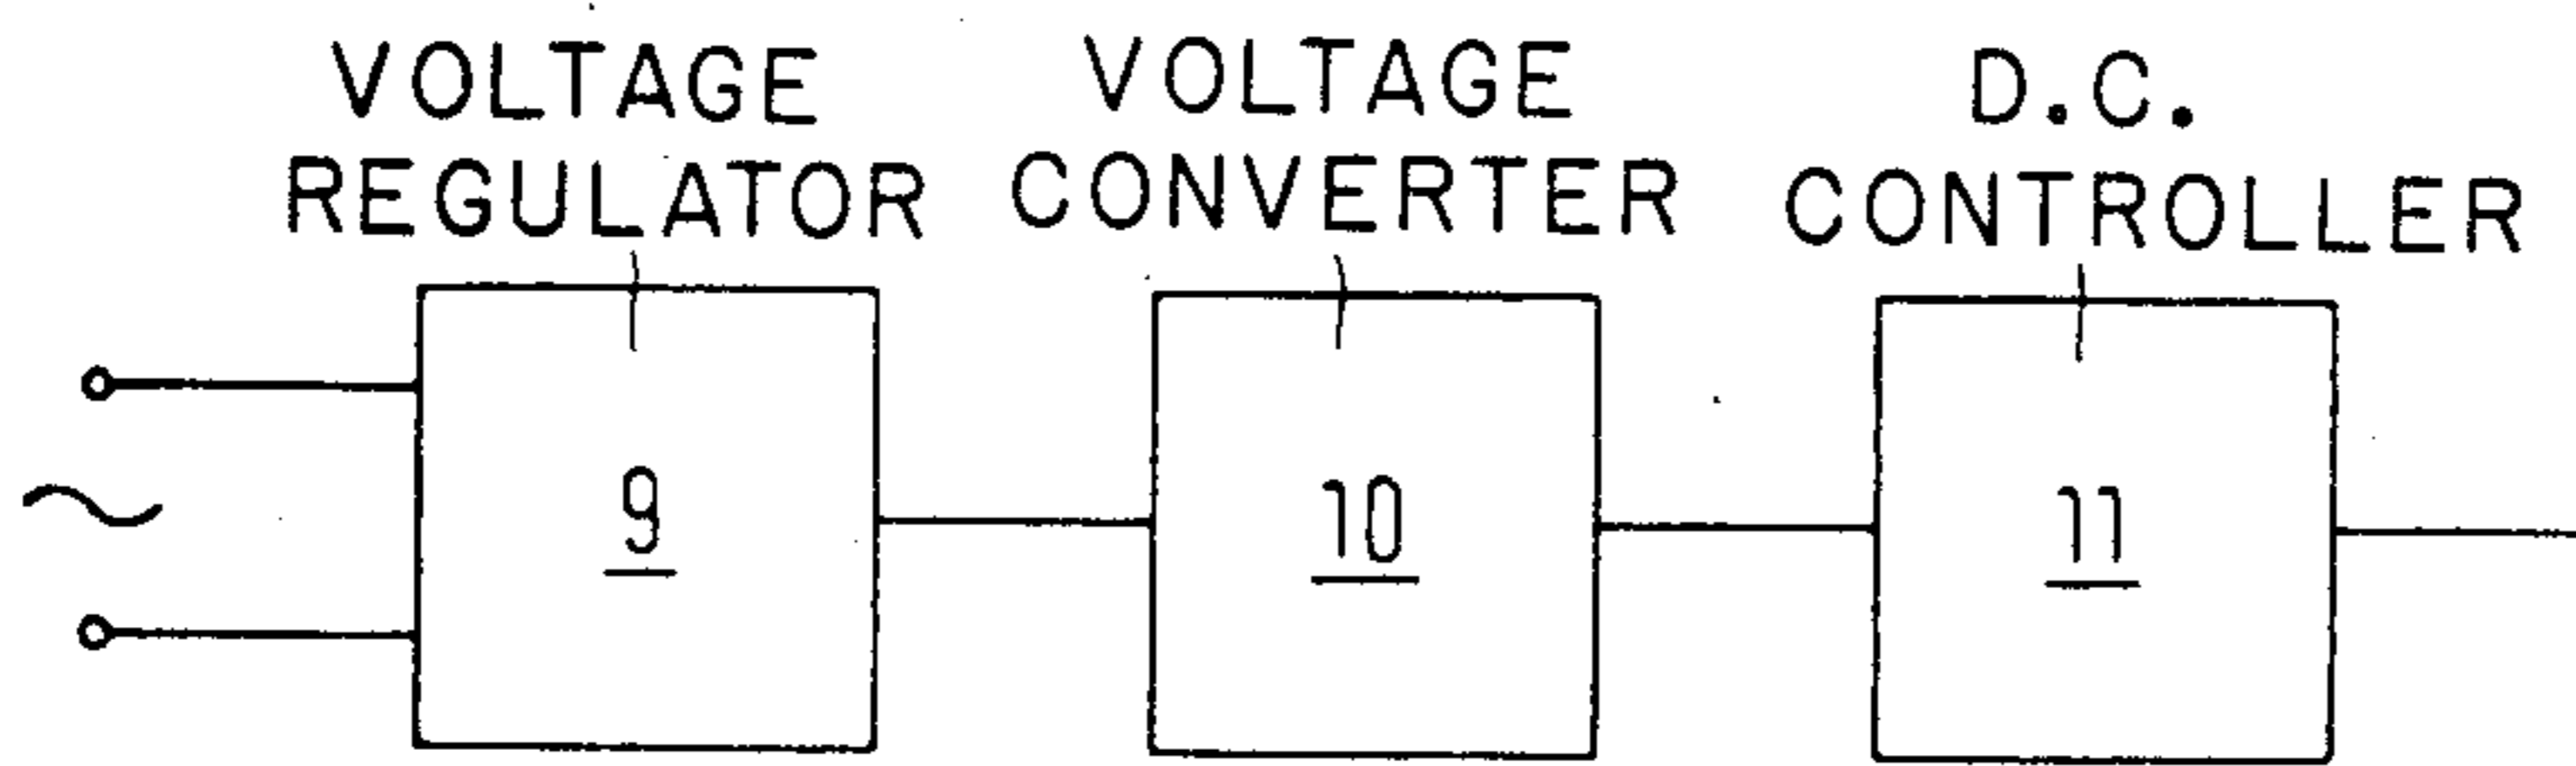 VOLTAGE
REGULATOR
VOLTAGE
CONVERTER
D.C.
CONTROLLER
9
10
11